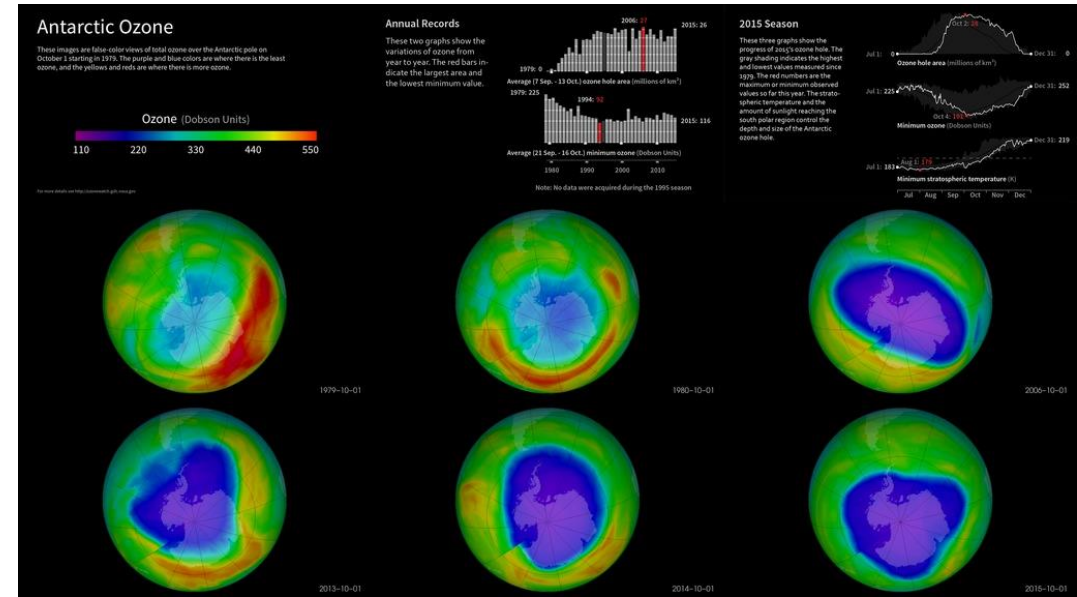 Antarctic Ozone
These images are false-color views of total ozone over the Antarctic pole on
October 1 starting in 1979. The purple and blue colors are where there is the least
ozone, and the yellows and reds are where there is more ozone.
Ozone (Dobson Units)
110 220 330 440 550
Annual Records
These two graphs show the
variations of ozone from
year to year. The red bars in-
dicate the largest area and
the lowest minimum value.
2006: 27
2015: 26
1979: 0
Average (7 Sep. - 13 Oct.) ozone hole area (millions of km²)
1979: 225
1994: 92
2015: 116
Average (21 Sep. - 16 Oct.) minimum ozone (Dobson Units)
1980 1990 2000 2010
Note: No data were acquired during the 1995 season
2015 Season
These three graphs show the
progress of 2015's ozone hole. The
gray shading indicates the highest
and lowest values measured since
1979. The red numbers are the
maximum or minimum observed
values so far this year. The strato-
spheric temperature and the
amount of sunlight reaching the
south polar region control the
depth and size of the Antarctic
ozone hole.
Oct 2: 28
Jul 1: 0
Dec 31: 0
Ozone hole area (millions of km²)
Jul 1: 225
Dec 31: 252
Oct 4: 101
Minimum ozone (Dobson Units)
Dec 31: 219
Aug 1: 179
Jul 1: 183
Minimum stratospheric temperature (K)
Jul Aug Sep Oct Nov Dec
1979-10-01
1980-10-01
2006-10-01
2013-10-01
2014-10-01
2015-10-01